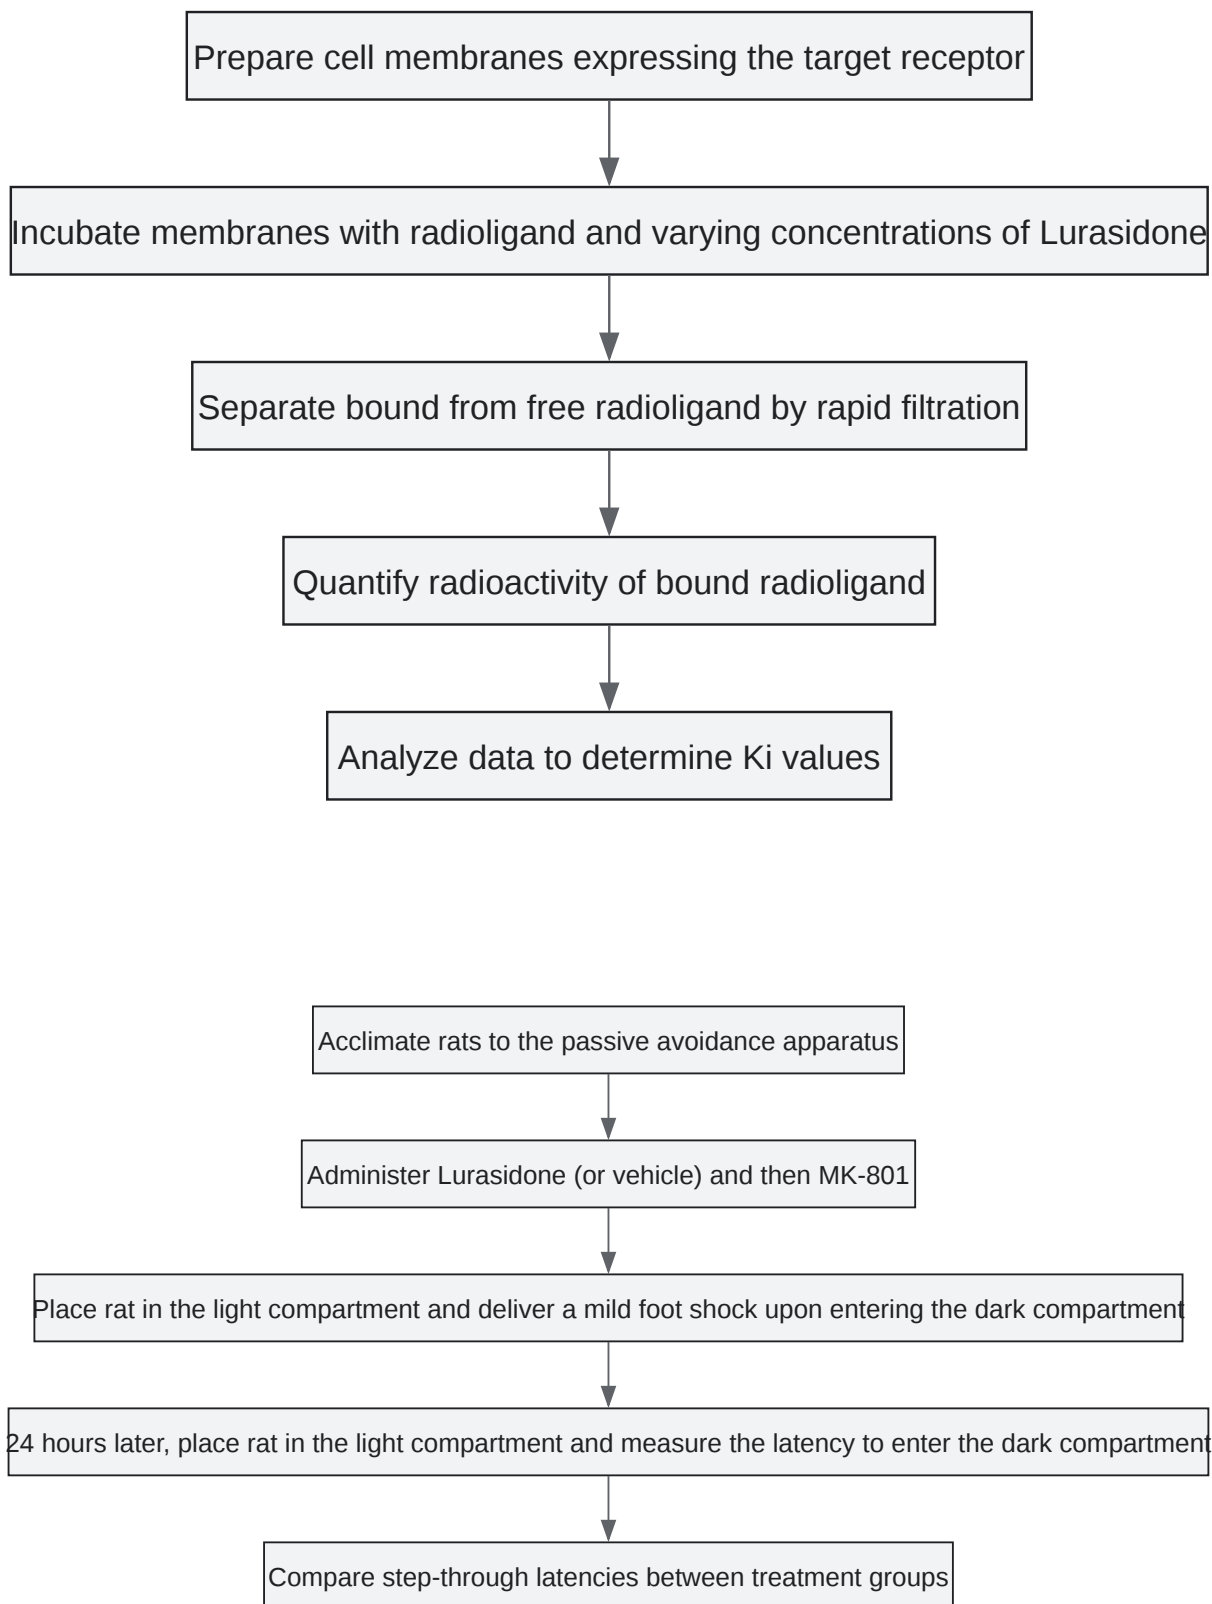 Prepare cell membranes expressing the target receptor
Incubate membranes with radioligand and varying concentrations of Lurasidone
Separate bound from free radioligand by rapid filtration
Quantify radioactivity of bound radioligand
Analyze data to determine Ki values
Acclimate rats to the passive avoidance apparatus
Administer Lurasidone (or vehicle) and then MK-801
Place rat in the light compartment and deliver a mild foot shock upon entering the dark compartment
24 hours later, place rat in the light compartment and measure the latency to enter the dark compartment
Compare step-through latencies between treatment groups